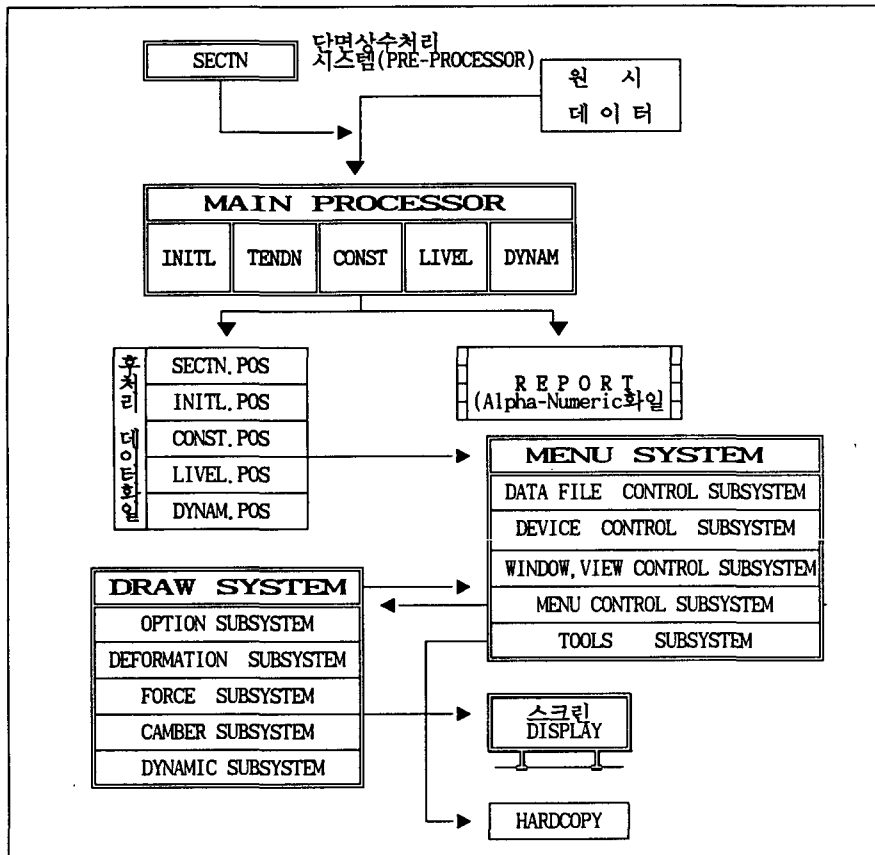 SECTN
단면상수처리
시스템(PRE-PROCESSOR)
원 시
데 이 터
MAIN PROCESSOR
INITL TENDN CONST LIVEL DYNAM
후처리 데이타화일
SECTN.POS
INITL.POS
CONST.POS
LIVEL.POS
DYNAM.POS
R E P O R T
(Alpha-Numeric화일
MENU SYSTEM
DATA FILE CONTROL SUBSYSTEM
DEVICE CONTROL SUBSYSTEM
WINDOW,VIEW CONTROL SUBSYSTEM
MENU CONTROL SUBSYSTEM
TOOLS SUBSYSTEM
DRAW SYSTEM
OPTION SUBSYSTEM
DEFORMATION SUBSYSTEM
FORCE SUBSYSTEM
CAMBER SUBSYSTEM
DYNAMIC SUBSYSTEM
스크린
DISPLAY
HARDCOPY